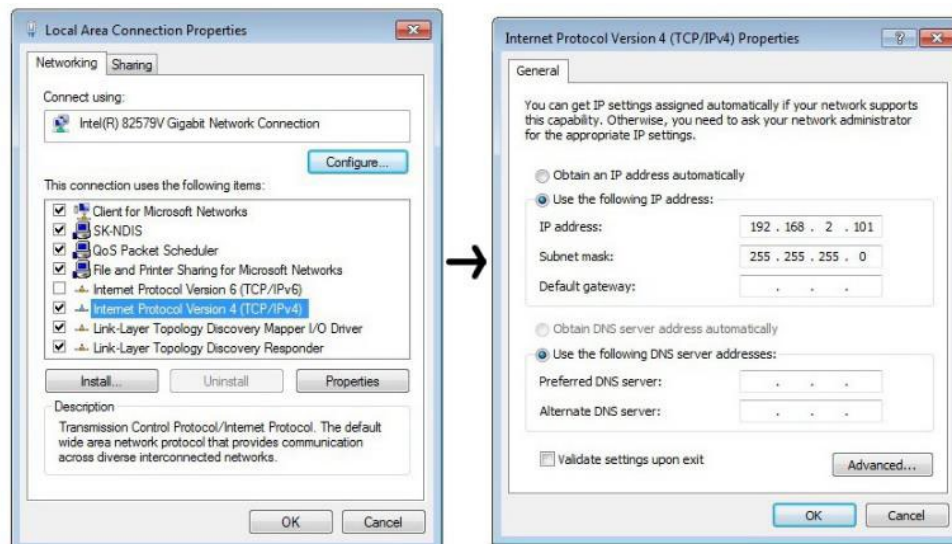 Local Area Connection Properties
Networking
Sharing
Connect using:
Intel(R) 82579V Gigabit Network Connection
Configure...
This connection uses the following items:
Client for Microsoft Networks
SK-NDIS
QoS Packet Scheduler
File and Printer Sharing for Microsoft Networks
Internet Protocol Version 6 (TCP/IPv6)
Internet Protocol Version 4 (TCP/IPv4)
Link-Layer Topology Discovery Mapper I/O Driver
Link-Layer Topology Discovery Responder
Install...
Uninstall
Properties
Description
Transmission Control Protocol/Internet Protocol. The default
wide area network protocol that provides communication
across diverse interconnected networks.
OK
Cancel
Internet Protocol Version 4 (TCP/IPv4) Properties
General
You can get IP settings assigned automatically if your network supports
this capability. Otherwise, you need to ask your network administrator
for the appropriate IP settings.
Obtain an IP address automatically
Use the following IP address:
IP address: 192 . 168 . 2 . 101
Subnet mask: 255 . 255 . 255 . 0
Default gateway: . . .
Obtain DNS server address automatically
Use the following DNS server addresses:
Preferred DNS server: . . .
Alternate DNS server: . . .
Validate settings upon exit
Advanced...
OK
Cancel